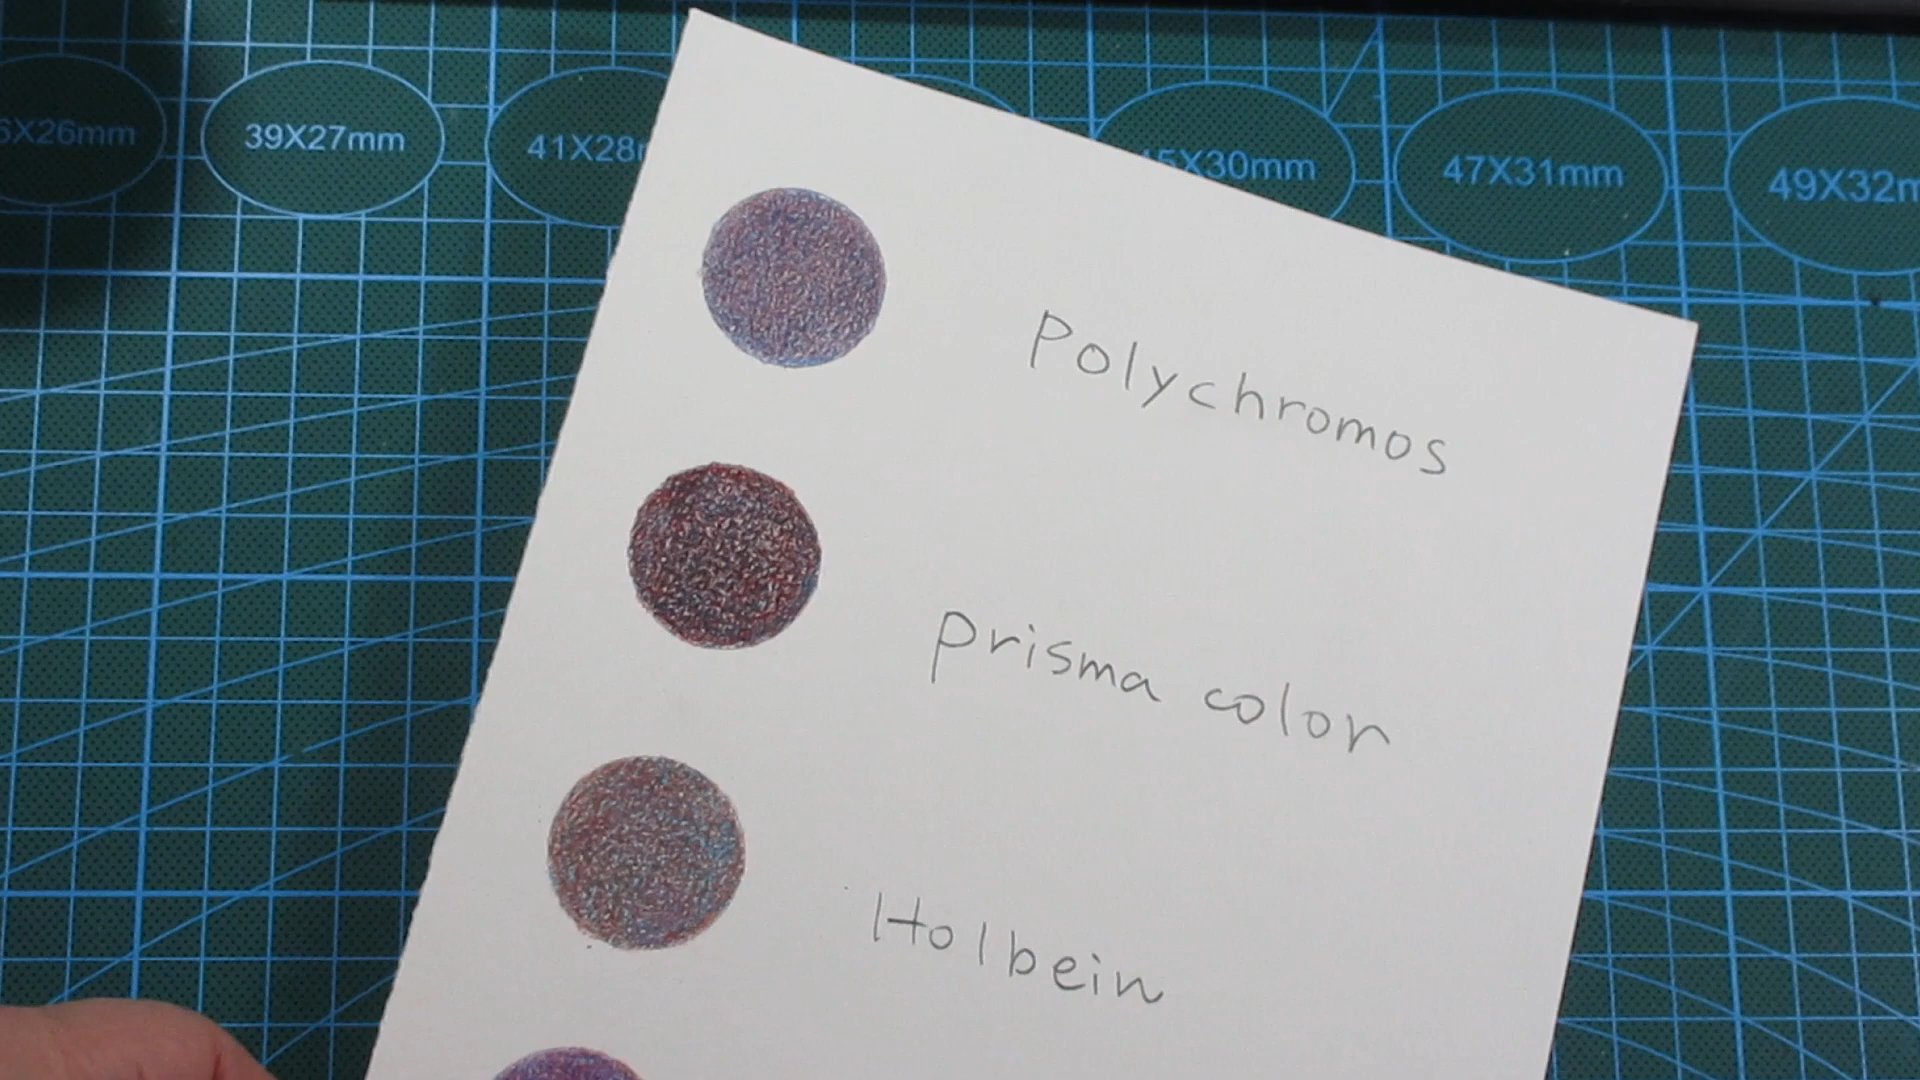 39X27mm
47X31mm
Polychromos
prisma color
Holbein